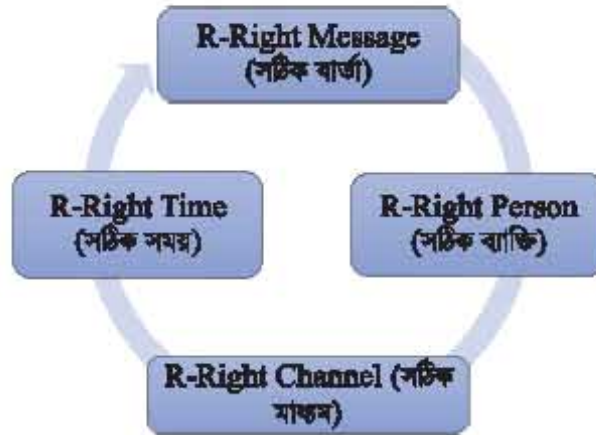 R-Right Message
(সঠিক বার্তা)
R-Right Person
(সঠিক ব্যক্তি)
R-Right Channel (সঠিক
মাধ্যম)
R-Right Time
(সঠিক সময়)